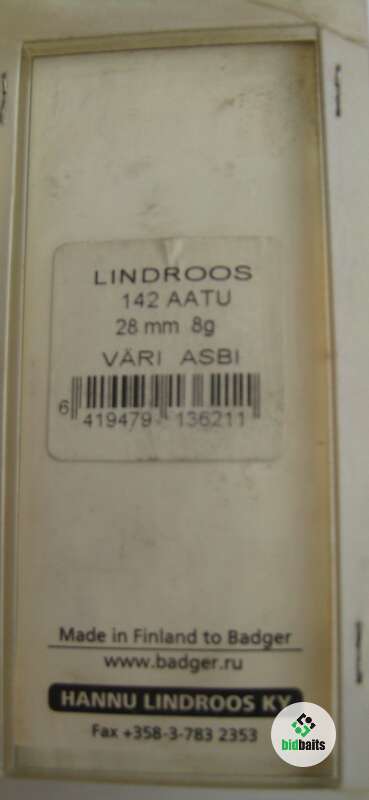 LINDROOS
142 AATU
28 mm 8g
VÄRI ASBI
6 419479 136211
Made in Finland to Badger
www.badger.ru
HANNU LINDROOS KY
Fax +358-3-783 2353
bidbaits